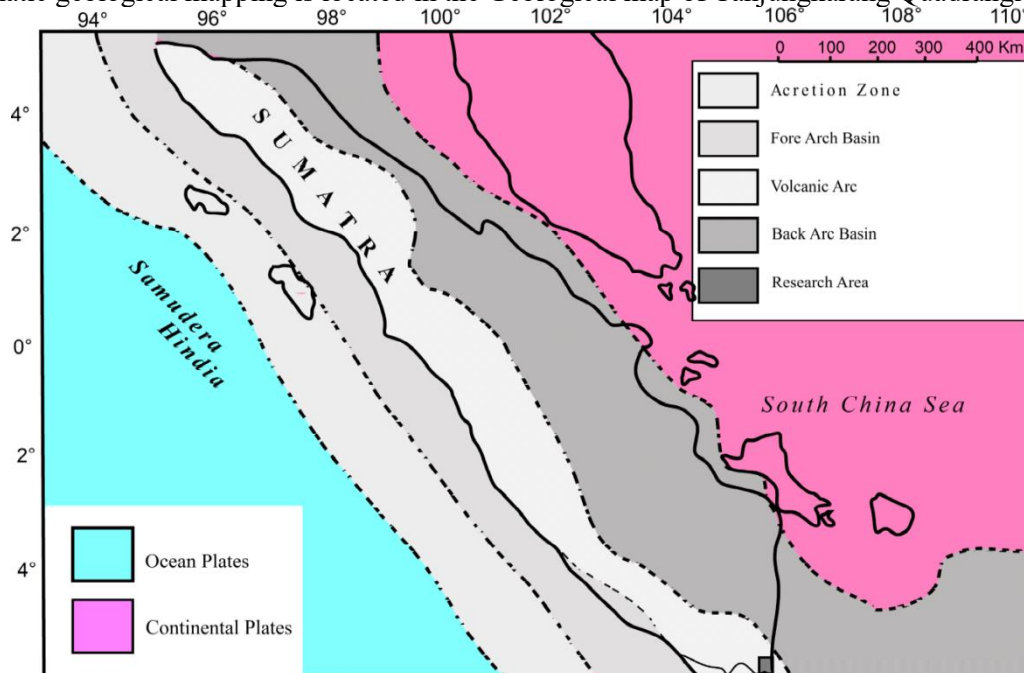 94° 96° 98° 100° 102° 104° 106° 108° 110°
0 100 200 300 400 Km
Acretion Zone
Fore Arch Basin
Volcanic Arc
Back Arc Basin
Research Area
4°
2°
0°
2°
4°
SUMATRA
Samudera
Hindia
South China Sea
Ocean Plates
Continental Plates